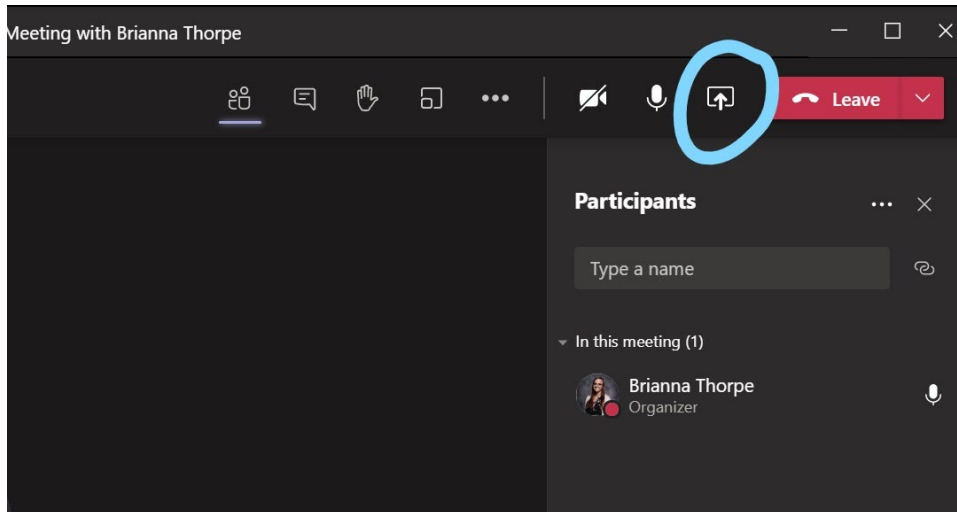 Meeting with Brianna Thorpe
Leave
Participants
Type a name
In this meeting (1)
Brianna Thorpe
Organizer